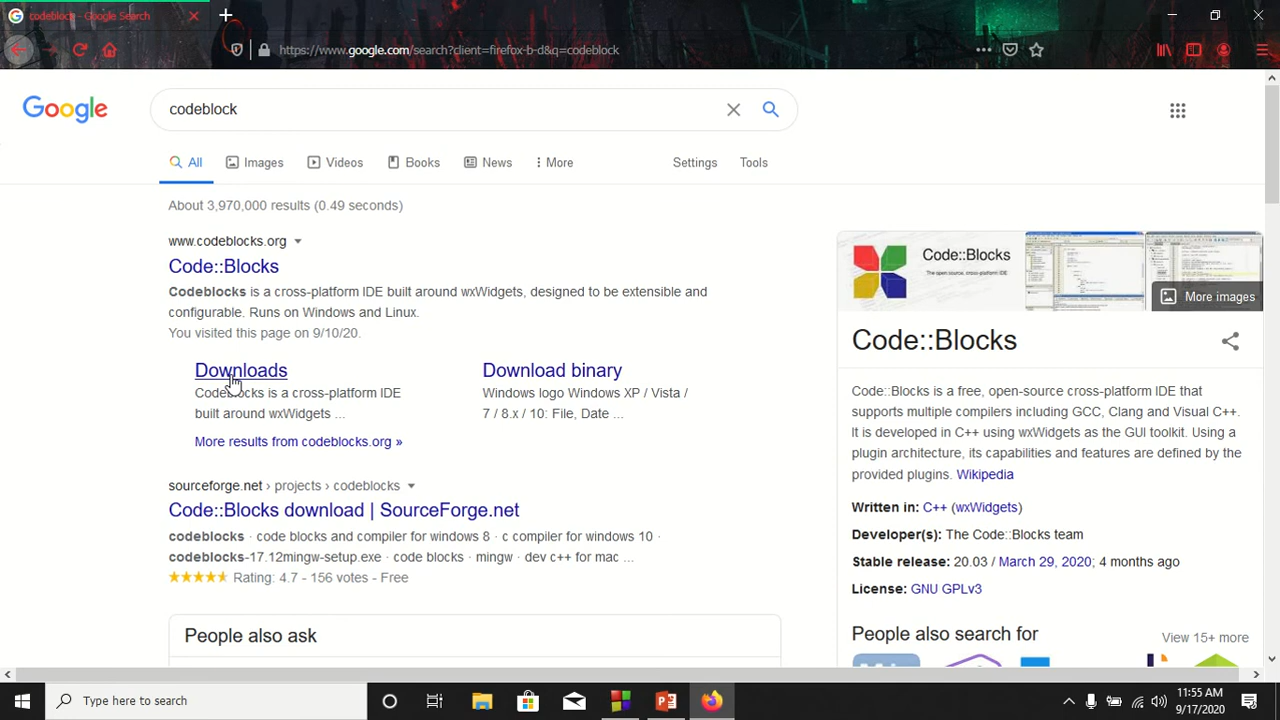 codeblock - Google Search
https://www.google.com/search?client=firefox-b-d&q=codeblock
Google
codeblock
All
Images
Videos
Books
News
More
Settings
Tools
About 3,970,000 results (0.49 seconds)
www.codeblocks.org
Code::Blocks
Codeblocks is a cross-platform IDE built around wxWidgets, designed to be extensible and
configurable. Runs on Windows and Linux.
You visited this page on 9/10/20.
Downloads
Codeblocks is a cross-platform IDE
built around wxWidgets ...
Download binary
Windows logo Windows XP / Vista /
7 / 8.x / 10: File, Date ...
More results from codeblocks.org »
sourceforge.net › projects › codeblocks
Code::Blocks download | SourceForge.net
codeblocks · code blocks and compiler for windows 8 · c compiler for windows 10 ·
codeblocks-17.12mingw-setup.exe · code blocks · mingw · dev c++ for mac ...
Rating: 4.7 - 156 votes - Free
People also ask
Code::Blocks
The open source, cross-platform IDE
More images
Code::Blocks
Code::Blocks is a free, open-source cross-platform IDE that
supports multiple compilers including GCC, Clang and Visual C++.
It is developed in C++ using wxWidgets as the GUI toolkit. Using a
plugin architecture, its capabilities and features are defined by the
provided plugins. Wikipedia
Written in: C++ (wxWidgets)
Developer(s): The Code::Blocks team
Stable release: 20.03 / March 29, 2020; 4 months ago
License: GNU GPLv3
People also search for
View 15+ more
Type here to search
11:55 AM
9/17/2020